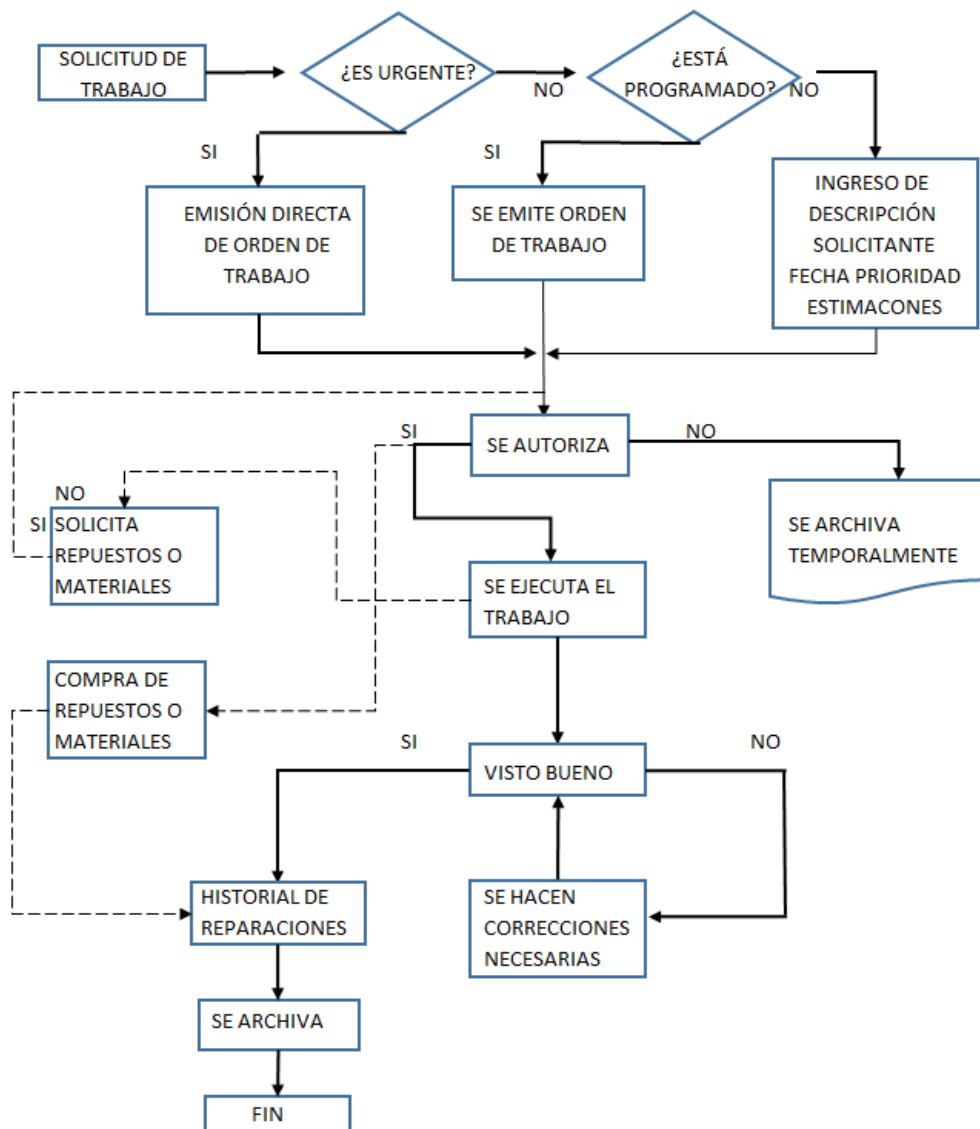 SOLICITUD DE
TRABAJO
¿ES URGENTE?
NO
¿ESTÁ
PROGRAMADO?
NO
SI
SI
EMISIÓN DIRECTA
DE ORDEN DE
TRABAJO
SE EMITE ORDEN
DE TRABAJO
INGRESO DE
DESCRIPCIÓN
SOLICITANTE
FECHA PRIORIDAD
ESTIMACONES
SI
SE AUTORIZA
NO
NO
SI
SOLICITA
REPUESTOS O
MATERIALES
SE ARCHIVA
TEMPORALMENTE
SE EJECUTA EL
TRABAJO
COMPRA DE
REPUESTOS O
MATERIALES
SI
VISTO BUENO
NO
HISTORIAL DE
REPARACIONES
SE HACEN
CORRECCIONES
NECESARIAS
SE ARCHIVA
FIN